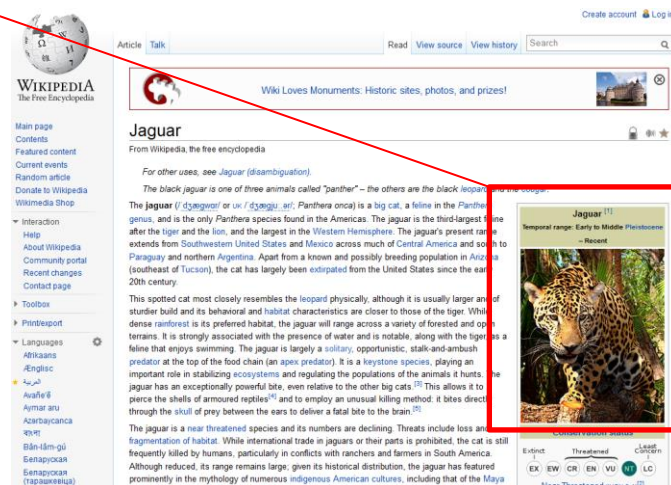 Create account Log in
WIKIPEDIA
The Free Encyclopedia
Main page
Contents
Featured content
Current events
Random article
Donate to Wikipedia
Wikimedia Shop
Interaction
Help
About Wikipedia
Community portal
Recent changes
Contact page
Toolbox
Print/export
Languages
Afrikaans
Ænglisc
العربية
Avañe'ẽ
Aymar aru
Azərbaycanca
বাংলা
Bân-lâm-gú
Беларуская
Беларуская
(тарашкевіца)
Article Talk
Read View source View history Search
Wiki Loves Monuments: Historic sites, photos, and prizes!
Jaguar
From Wikipedia, the free encyclopedia
For other uses, see Jaguar (disambiguation).
The black jaguar is one of three animals called "panther" – the others are the black leopard and the cougar.
The jaguar (/ˈdʒæɡwɑr/ or UK /ˈdʒæɡjuː.ər/; Panthera onca) is a big cat, a feline in the Panthera
genus, and is the only Panthera species found in the Americas. The jaguar is the third-largest feline
after the tiger and the lion, and the largest in the Western Hemisphere. The jaguar's present range
extends from Southwestern United States and Mexico across much of Central America and south to
Paraguay and northern Argentina. Apart from a known and possibly breeding population in Arizona
(southeast of Tucson), the cat has largely been extirpated from the United States since the early
20th century.
This spotted cat most closely resembles the leopard physically, although it is usually larger and of
sturdier build and its behavioral and habitat characteristics are closer to those of the tiger. While
dense rainforest is its preferred habitat, the jaguar will range across a variety of forested and open
terrains. It is strongly associated with the presence of water and is notable, along with the tiger, as a
feline that enjoys swimming. The jaguar is largely a solitary, opportunistic, stalk-and-ambush
predator at the top of the food chain (an apex predator). It is a keystone species, playing an
important role in stabilizing ecosystems and regulating the populations of the animals it hunts. The
jaguar has an exceptionally powerful bite, even relative to the other big cats.[3] This allows it to
pierce the shells of armoured reptiles[4] and to employ an unusual killing method: it bites directly
through the skull of prey between the ears to deliver a fatal bite to the brain.[5]
The jaguar is a near threatened species and its numbers are declining. Threats include loss and
fragmentation of habitat. While international trade in jaguars or their parts is prohibited, the cat is still
frequently killed by humans, particularly in conflicts with ranchers and farmers in South America.
Although reduced, its range remains large; given its historical distribution, the jaguar has featured
prominently in the mythology of numerous indigenous American cultures, including that of the Maya
Jaguar [1]
Temporal range: Early to Middle Pleistocene
– Recent
Conservation status
Extinct Threatened Least Concern
EX EW CR EN VU NT LC